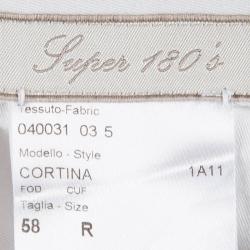 Super 180's
Tessuto-Fabric
040031 03 5
Modello - Style
CORTINA 1A11
FOD CUF
Taglia - Size
58 R